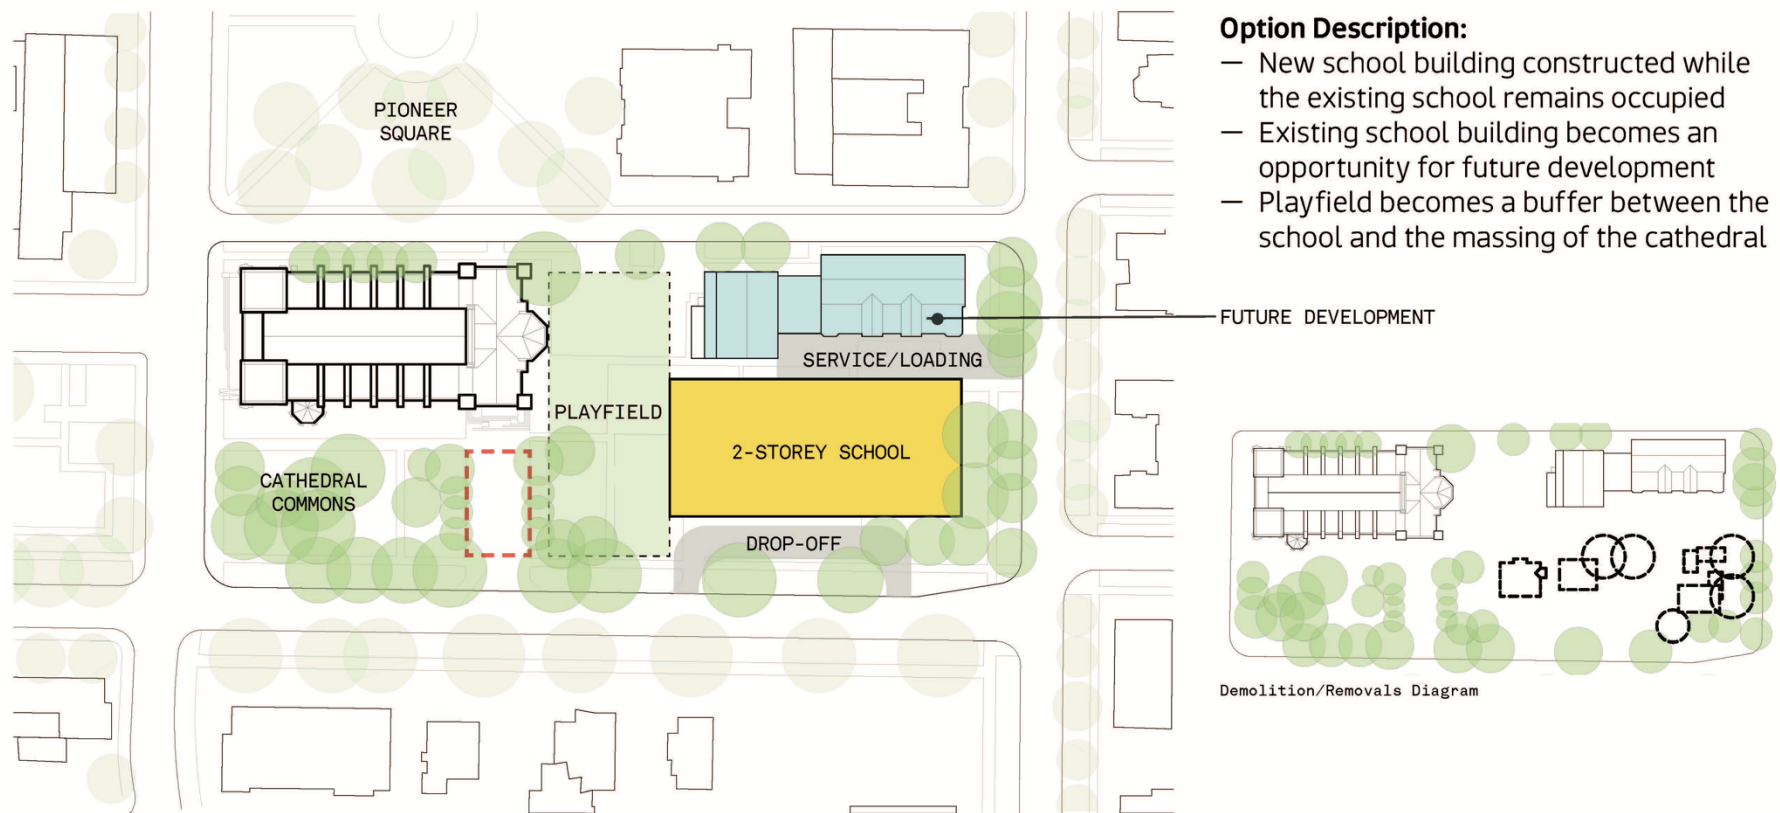 PIONEER
SQUARE
SERVICE/LOADING
PLAYFIELD
2-STOREY SCHOOL
CATHEDRAL
COMMONS
DROP-OFF
Option Description:
— New school building constructed while
the existing school remains occupied
— Existing school building becomes an
opportunity for future development
— Playfield becomes a buffer between the
school and the massing of the cathedral
FUTURE DEVELOPMENT
Demolition/Removals Diagram